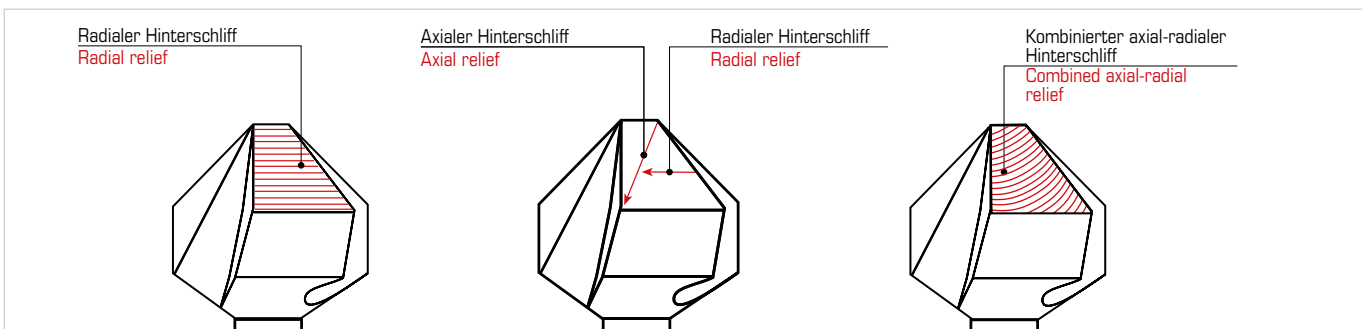 Radialer Hinterschliff
Radial relief
Axialer Hinterschliff
Axial relief
Radialer Hinterschliff
Radial relief
Kombinierter axial-radialer
Hinterschliff
Combined axial-radial
relief